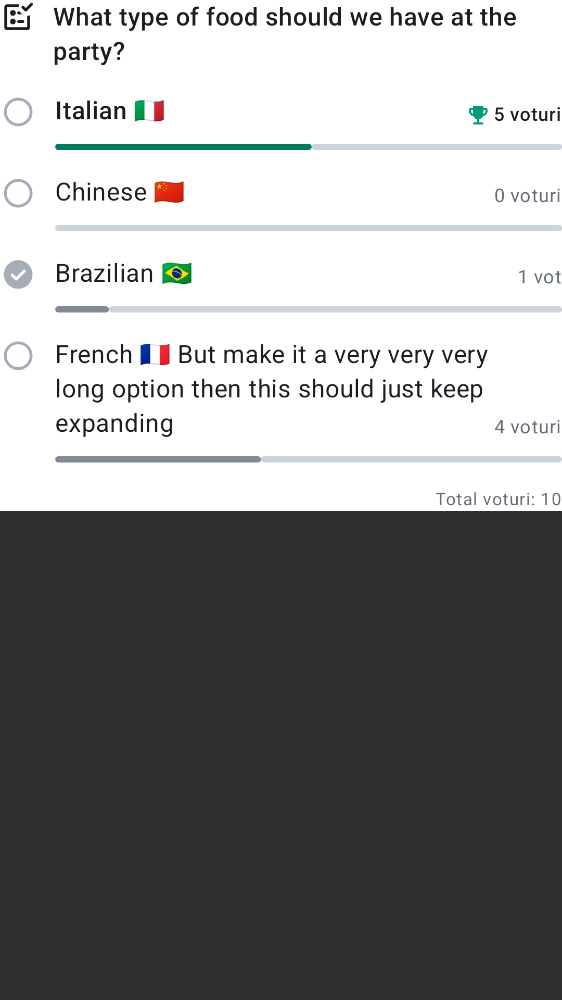 What type of food should we have at the
party?
Italian 🇮🇹
5 voturi
Chinese 🇨🇳
0 voturi
Brazilian 🇧🇷
1 vot
French 🇫🇷 But make it a very very very
long option then this should just keep
expanding
4 voturi
Total voturi: 10